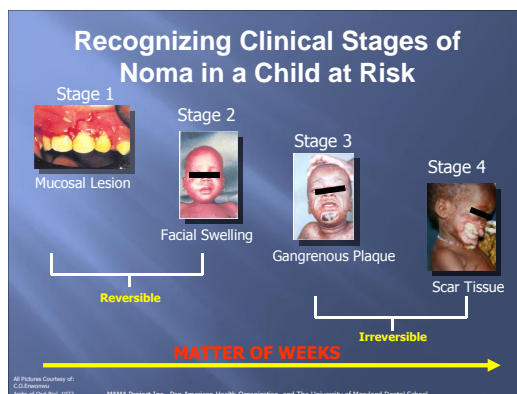 Recognizing Clinical Stages of
Noma in a Child at Risk
Stage 1
Mucosal Lesion
Stage 2
Facial Swelling
Stage 3
Gangrenous Plaque
Stage 4
Scar Tissue
Reversible
Irreversible
MATTER OF WEEKS
All Pictures Courtesy of:
C.O.Enwonwu